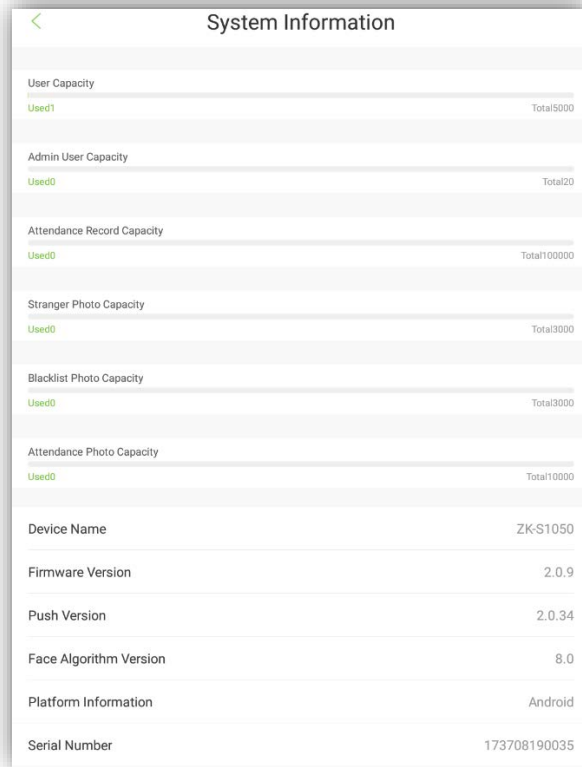 System Information
User Capacity
Used1 Total5000
Admin User Capacity
Used0 Total20
Attendance Record Capacity
Used0 Total100000
Stranger Photo Capacity
Used0 Total3000
Blacklist Photo Capacity
Used0 Total3000
Attendance Photo Capacity
Used0 Total10000
Device Name ZK-S1050
Firmware Version 2.0.9
Push Version 2.0.34
Face Algorithm Version 8.0
Platform Information Android
Serial Number 173708190035